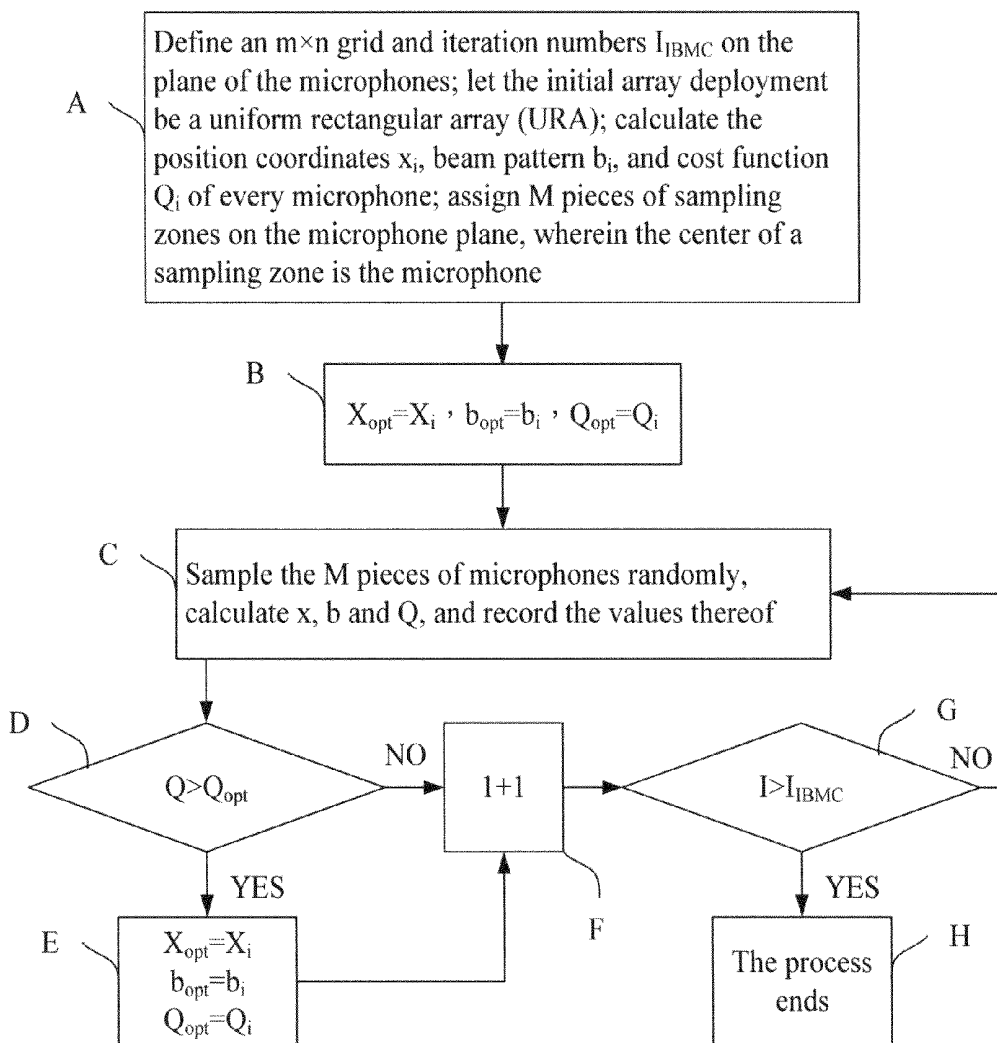 A
Define an m×n grid and iteration numbers I_IBMC on the
plane of the microphones; let the initial array deployment
be a uniform rectangular array (URA); calculate the
position coordinates x_i, beam pattern b_i, and cost function
Q_i of every microphone; assign M pieces of sampling
zones on the microphone plane, wherein the center of a
sampling zone is the microphone
B
X_opt=X_i，b_opt=b_i，Q_opt=Q_i
C
Sample the M pieces of microphones randomly,
calculate x, b and Q, and record the values thereof
D
Q>Q_opt
NO
YES
E
X_opt=X_i
b_opt=b_i
Q_opt=Q_i
1+1
F
G
I>I_IBMC
NO
YES
H
The process
ends